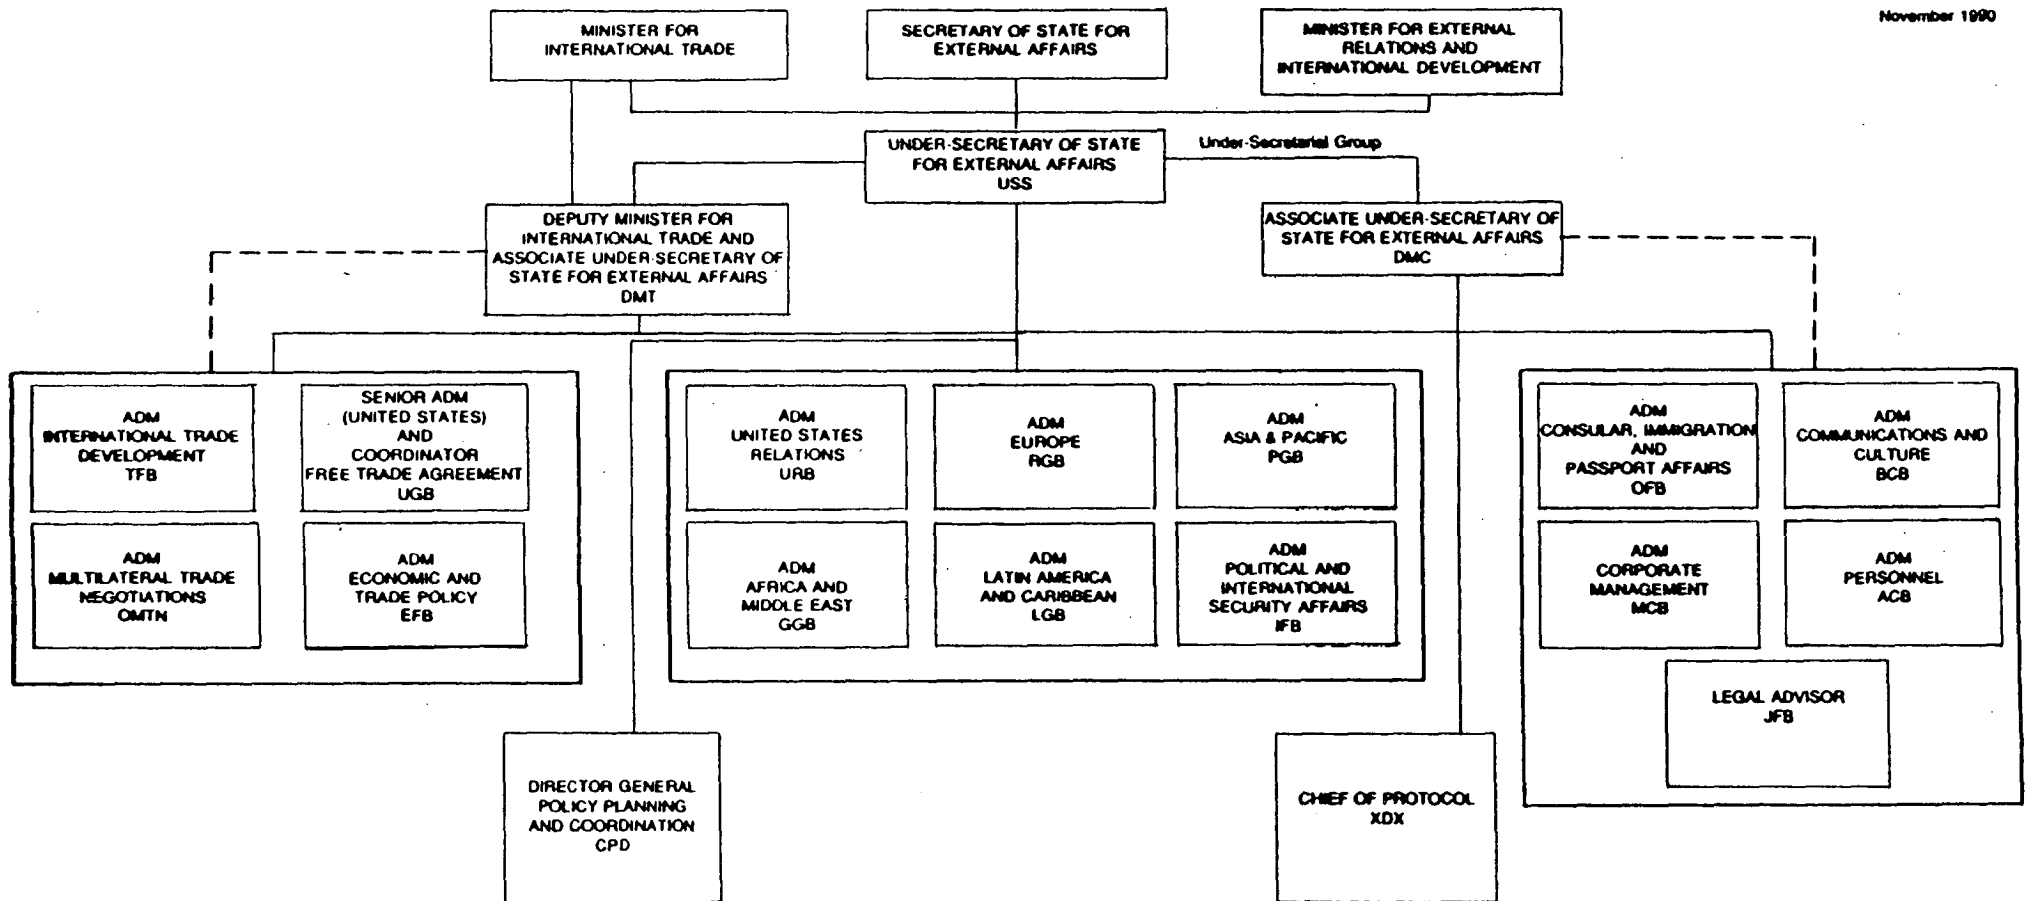 November 1990
MINISTER FOR
INTERNATIONAL TRADE
SECRETARY OF STATE FOR
EXTERNAL AFFAIRS
MINISTER FOR EXTERNAL
RELATIONS AND
INTERNATIONAL DEVELOPMENT
UNDER-SECRETARY OF STATE
FOR EXTERNAL AFFAIRS
USS
Under-Secretarial Group
DEPUTY MINISTER FOR
INTERNATIONAL TRADE AND
ASSOCIATE UNDER-SECRETARY OF
STATE FOR EXTERNAL AFFAIRS
DMT
ASSOCIATE UNDER-SECRETARY OF
STATE FOR EXTERNAL AFFAIRS
DMC
ADM
INTERNATIONAL TRADE
DEVELOPMENT
TFB
SENIOR ADM
(UNITED STATES)
AND
COORDINATOR
FREE TRADE AGREEMENT
UGB
ADM
MULTILATERAL TRADE
NEGOTIATIONS
OMTN
ADM
ECONOMIC AND
TRADE POLICY
EFB
ADM
UNITED STATES
RELATIONS
URB
ADM
EUROPE
RGB
ADM
ASIA & PACIFIC
PGB
ADM
AFRICA AND
MIDDLE EAST
GGB
ADM
LATIN AMERICA
AND CARIBBEAN
LGB
ADM
POLITICAL AND
INTERNATIONAL
SECURITY AFFAIRS
IFB
ADM
CONSULAR, IMMIGRATION
AND
PASSPORT AFFAIRS
OFB
ADM
COMMUNICATIONS AND
CULTURE
BCB
ADM
CORPORATE
MANAGEMENT
MCB
ADM
PERSONNEL
ACB
LEGAL ADVISOR
JFB
DIRECTOR GENERAL
POLICY PLANNING
AND COORDINATION
CPD
CHIEF OF PROTOCOL
XDX